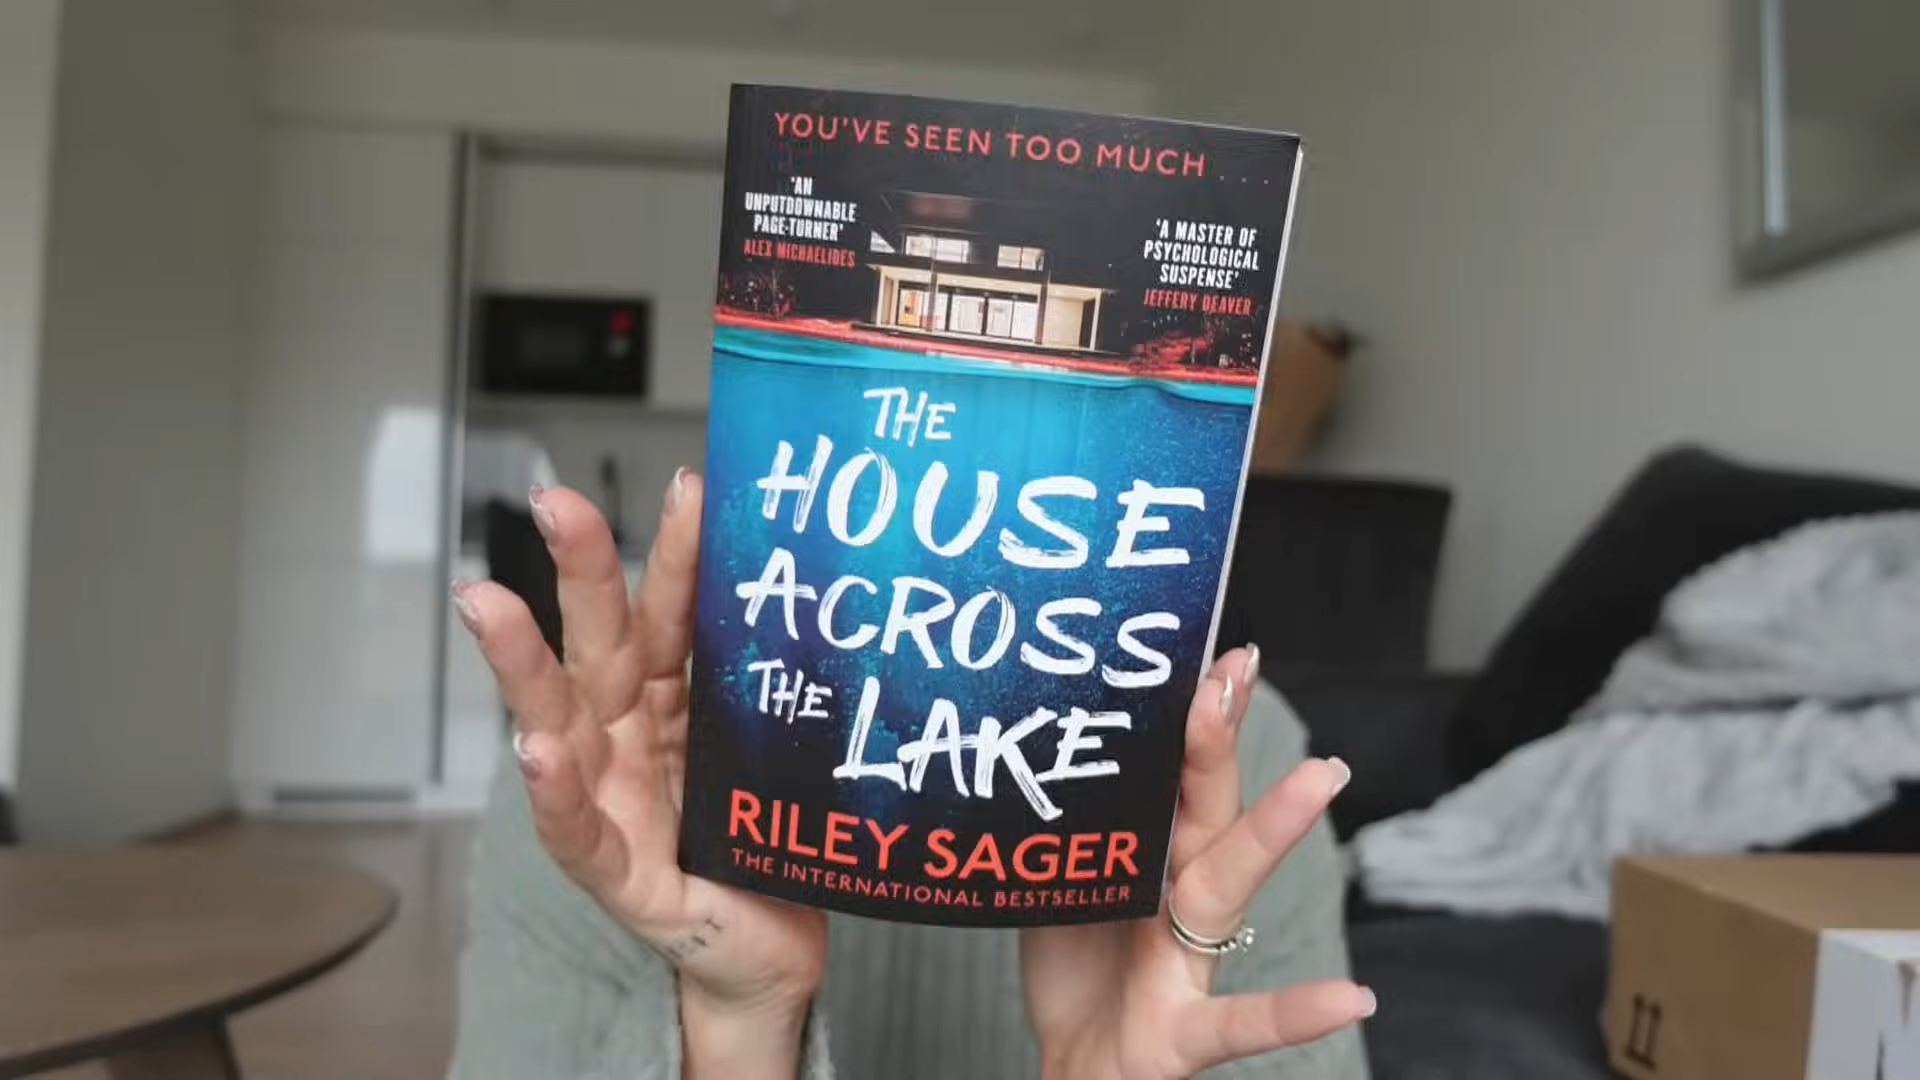 YOU'VE SEEN TOO MUCH . . .
'AN
UNPUTDOWNABLE
PAGE-TURNER'
ALEX MICHAELIDES
'A MASTER OF
PSYCHOLOGICAL
SUSPENSE'
JEFFERY DEAVER
THE
HOUSE
ACROSS
THE LAKE
RILEY SAGER
THE INTERNATIONAL BESTSELLER